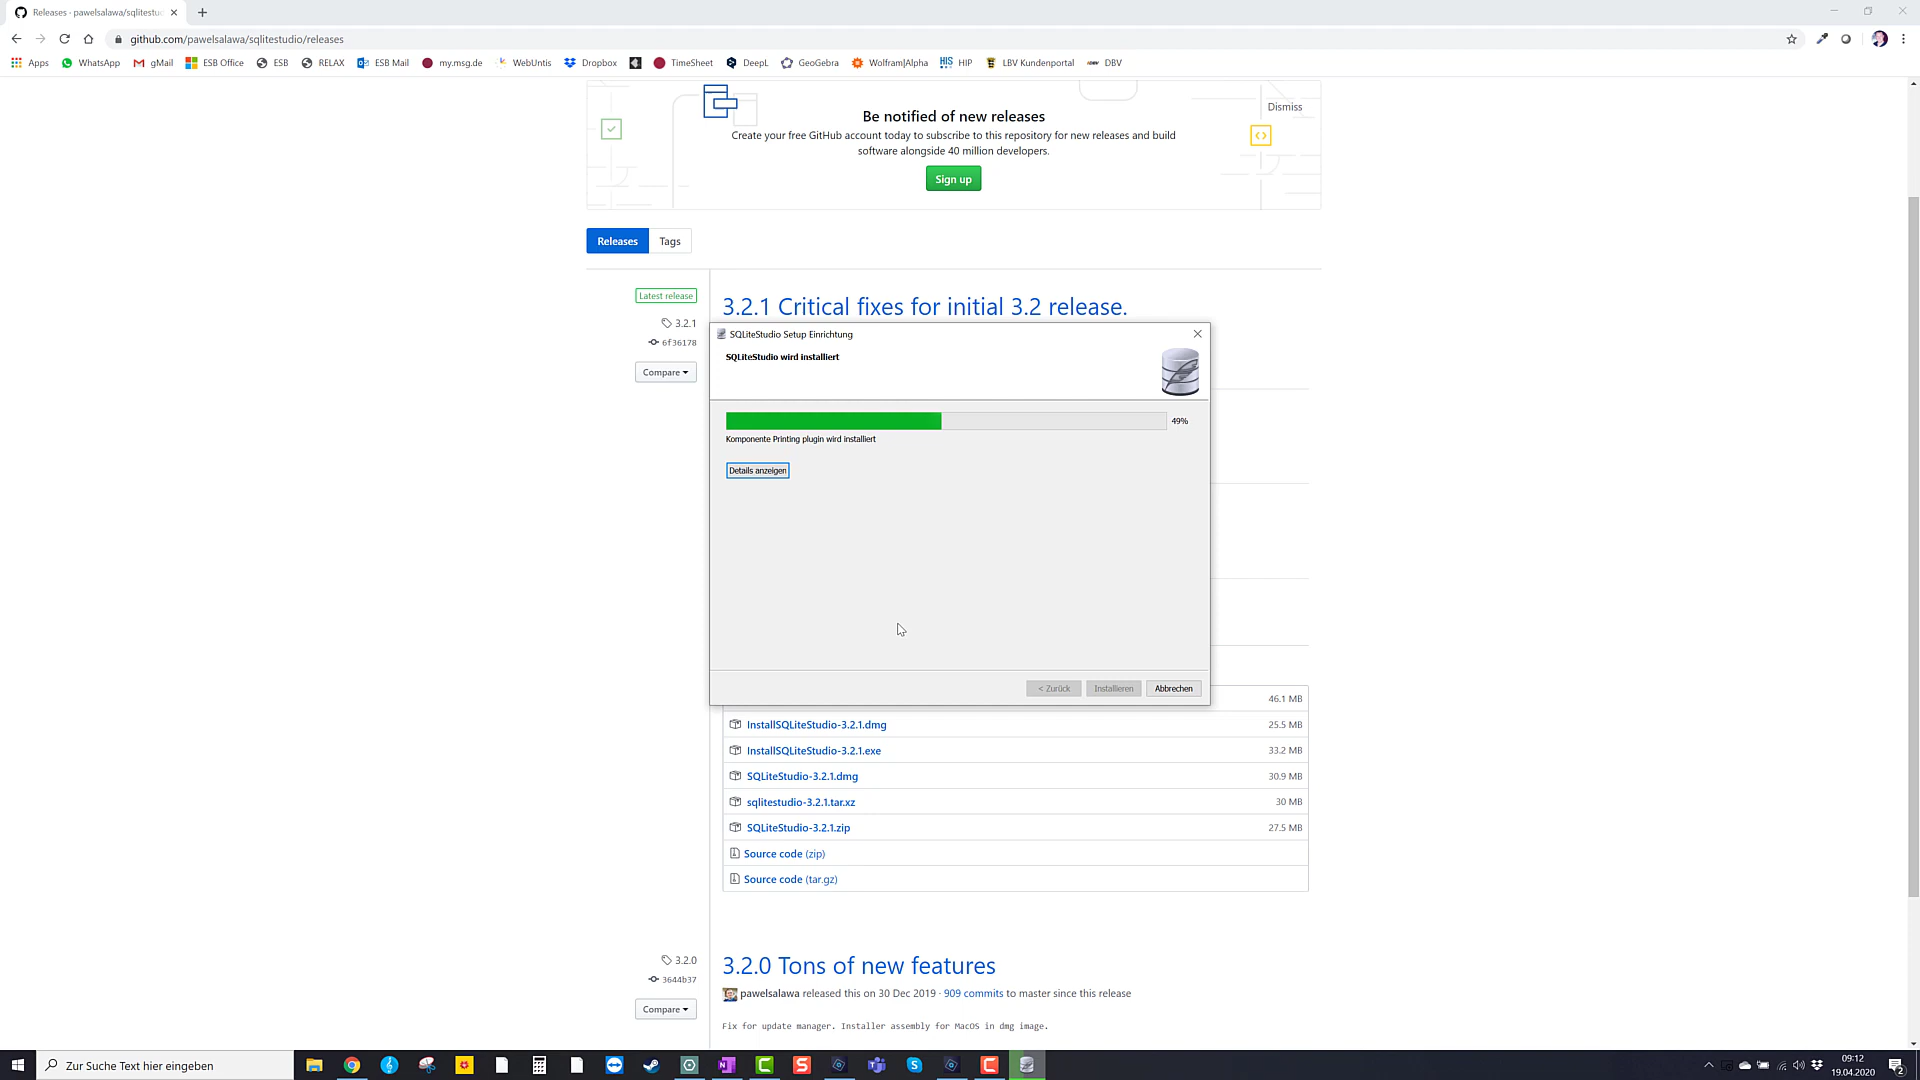 Releases · pawelsalawa/sqlitestud
github.com/pawelsalawa/sqlitestudio/releases
Apps
WhatsApp
gMail
ESB Office
ESB
RELAX
ESB Mail
my.msg.de
WebUntis
Dropbox
TimeSheet
DeepL
GeoGebra
Wolfram|Alpha
HIS
HIP
LBV Kundenportal
DBV
Dismiss
Be notified of new releases
Create your free GitHub account today to subscribe to this repository for new releases and build
software alongside 40 million developers.
Sign up
Releases
Tags
Latest release
3.2.1
6f36178
Compare
3.2.1 Critical fixes for initial 3.2 release.
SQLiteStudio Setup Einrichtung
SQLiteStudio wird installiert
49%
Komponente Printing plugin wird installiert
Details anzeigen
< Zurück
Installieren
Abbrechen
46.1 MB
InstallSQLiteStudio-3.2.1.dmg
25.5 MB
InstallSQLiteStudio-3.2.1.exe
33.2 MB
SQLiteStudio-3.2.1.dmg
30.9 MB
sqlitestudio-3.2.1.tar.xz
30 MB
SQLiteStudio-3.2.1.zip
27.5 MB
Source code (zip)
Source code (tar.gz)
3.2.0
3644b37
Compare
3.2.0 Tons of new features
pawelsalawa released this on 30 Dec 2019 · 909 commits to master since this release
Fix for update manager. Installer assembly for MacOS in dmg image.
Zur Suche Text hier eingeben
09:12
19.04.2020
2